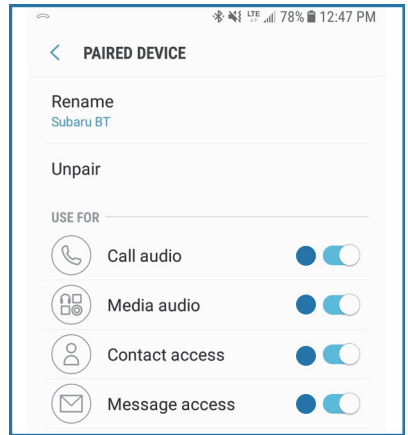 LTE 78% 12:47 PM
PAIRED DEVICE
Rename
Subaru BT
Unpair
USE FOR
Call audio
Media audio
Contact access
Message access